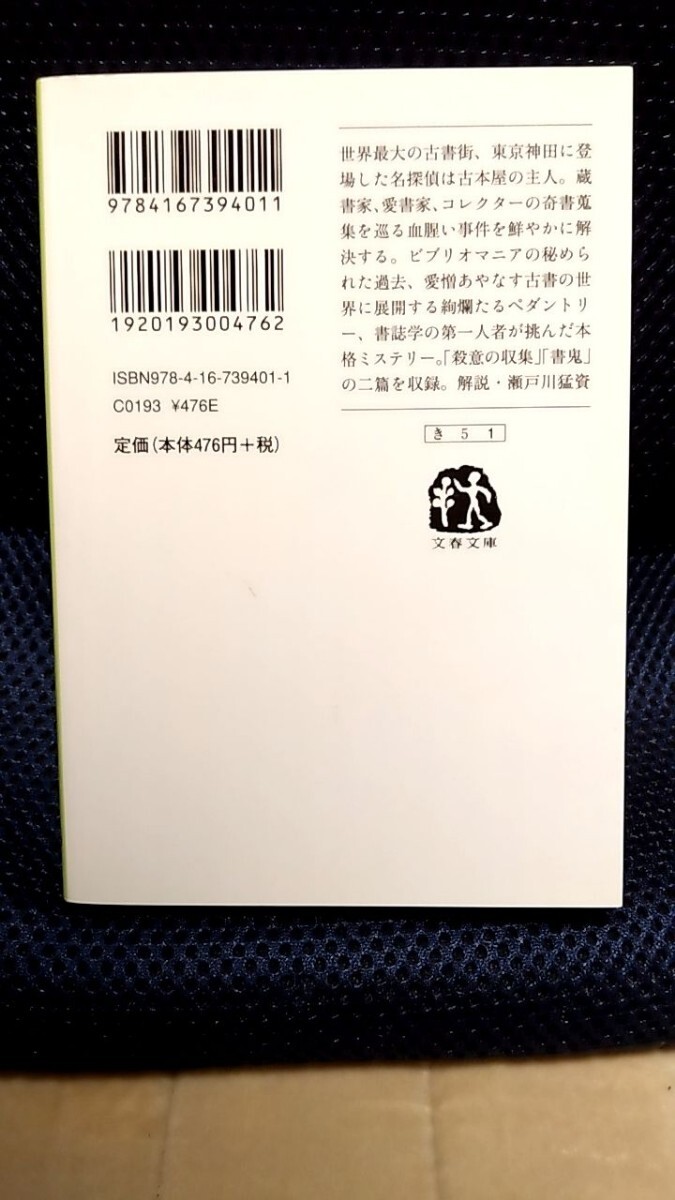 9784167394011
1920193004762
ISBN978-4-16-739401-1
C0193 ¥476E
定価(本体476円+税)
世界最大の古書街、東京神田に登
場した名探偵は古本屋の主人。蔵
書家、愛書家、コレクターの奇書蒐
集を巡る血腥い事件を鮮やかに解
決する。ビブリオマニアの秘めら
れた過去、愛憎あやなす古書の世
界に展開する絢爛たるペダントリ
ー、書誌学の第一人者が挑んだ本
格ミステリー。「殺意の収集」「書鬼」
の二篇を収録。解説・瀬戸川猛資
き 5 1
文春文庫